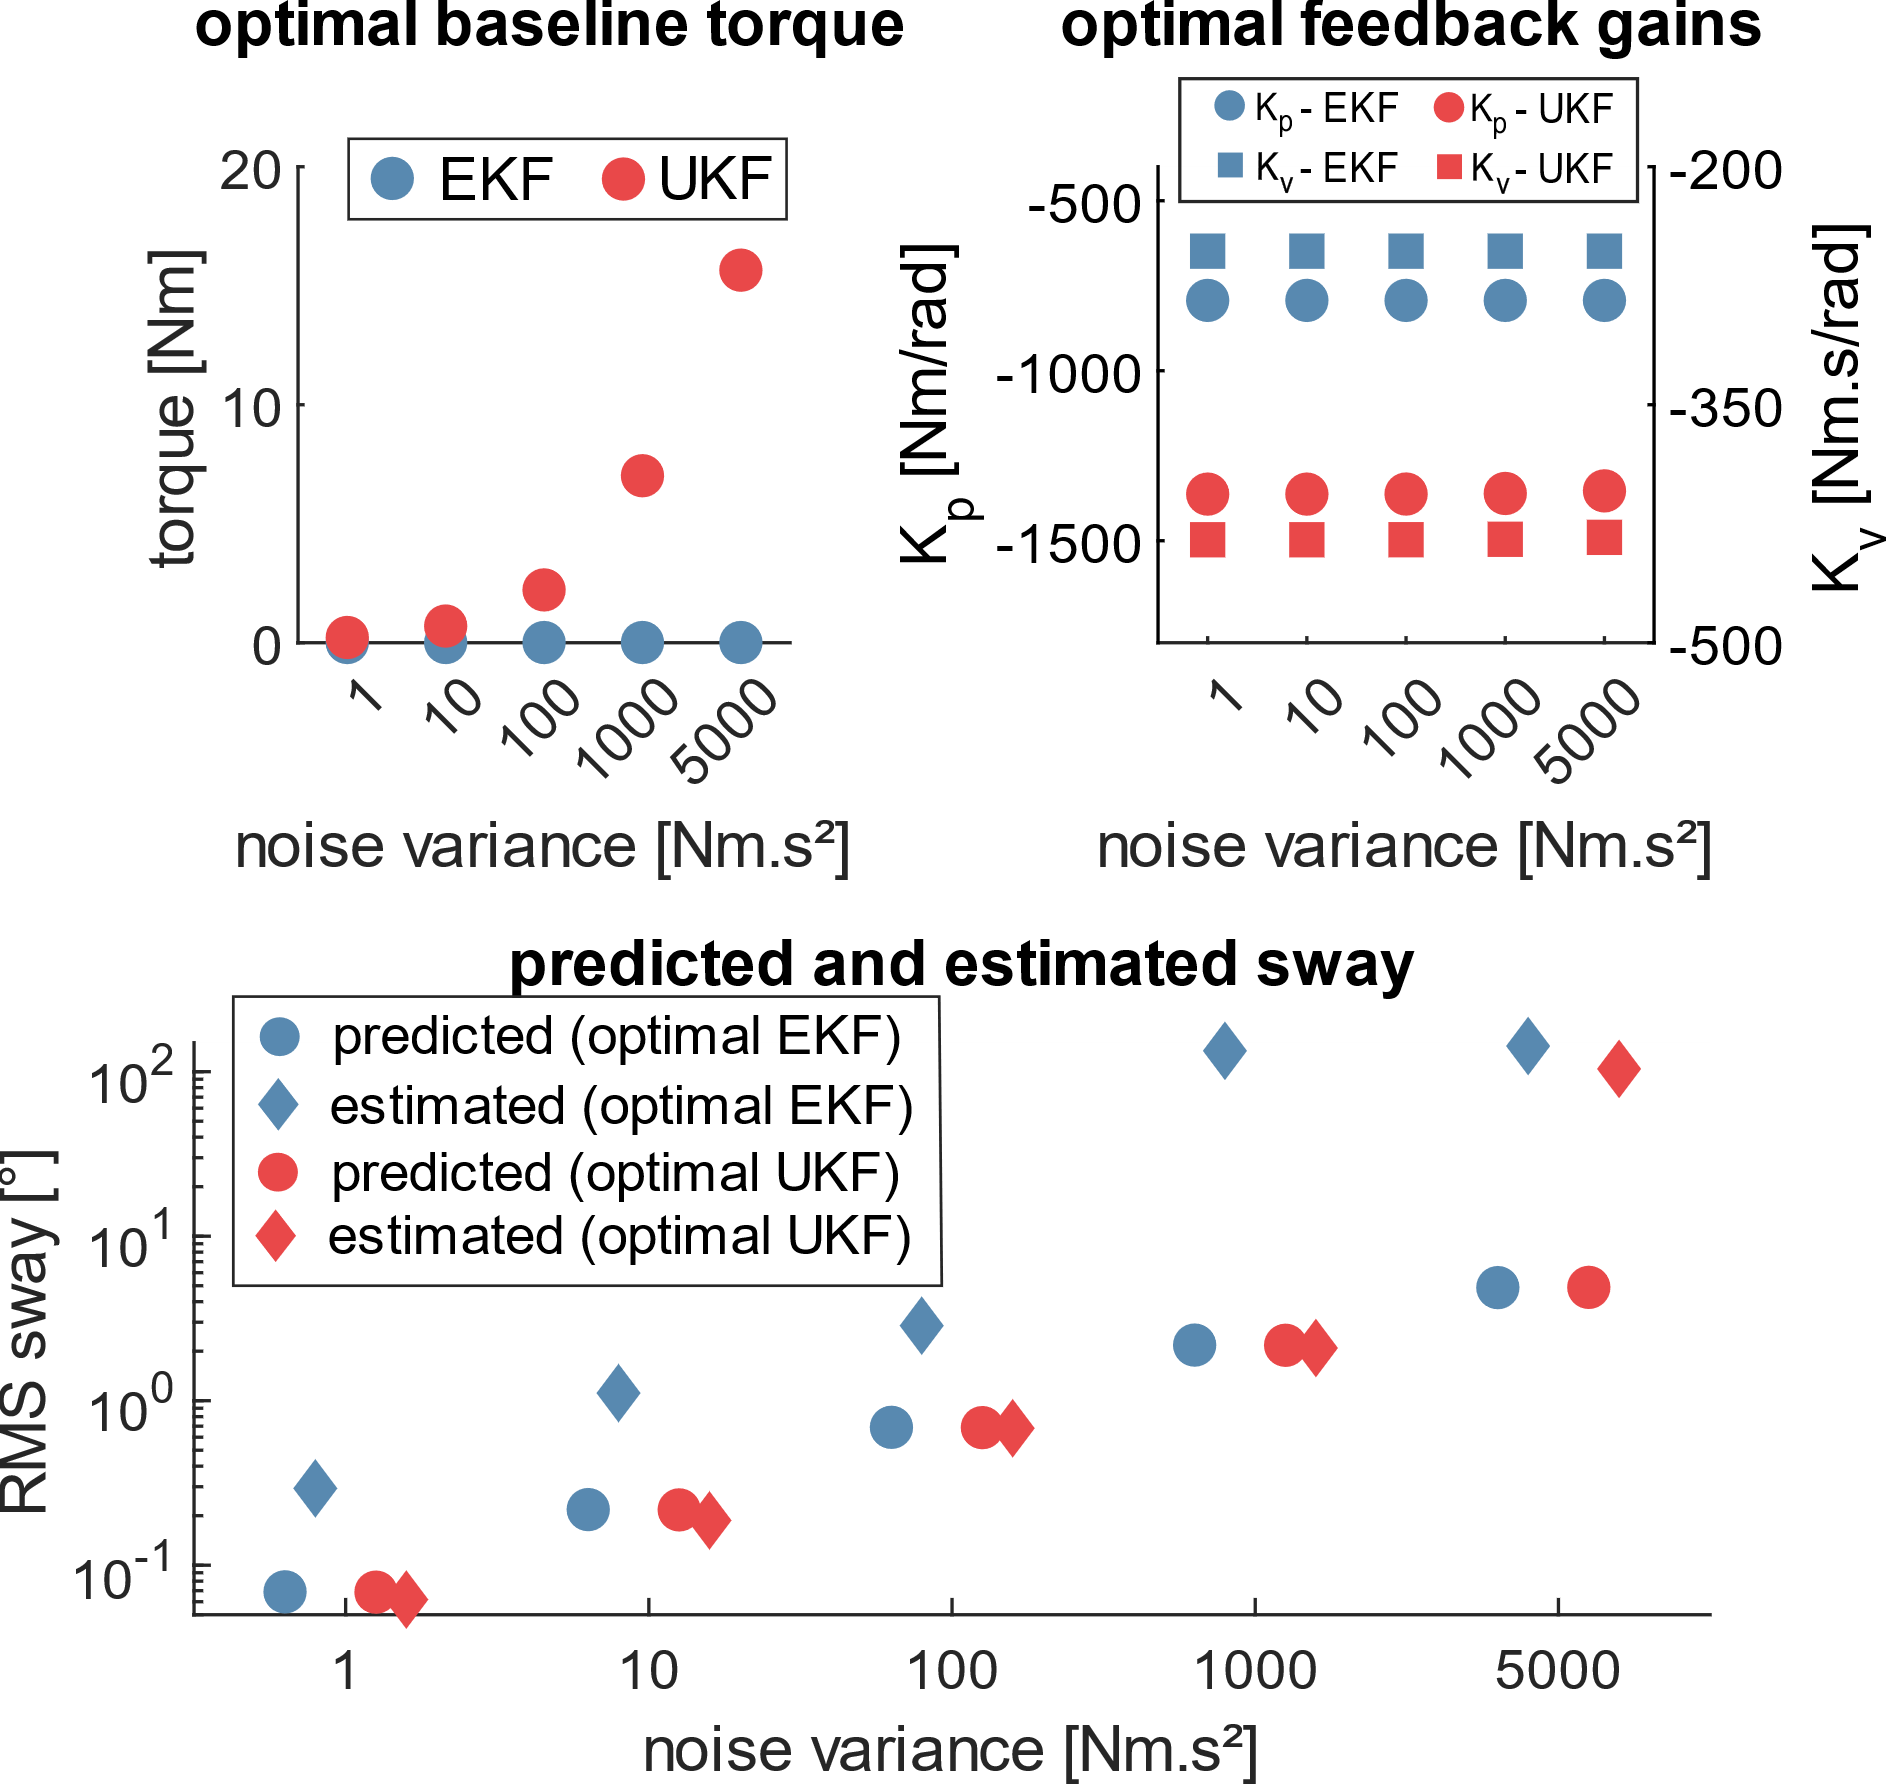 optimal baseline torque
EKF UKF
20
10
0
torque [Nm]
1 10 100 1000 5000
noise variance [Nm.s²]
optimal feedback gains
Kp - EKF Kp - UKF
Kv - EKF Kv - UKF
-500
-1000
-1500
Kp [Nm/rad]
-200
-350
-500
Kv [Nm.s/rad]
1 10 100 1000 5000
noise variance [Nm.s²]
predicted and estimated sway
predicted (optimal EKF)
estimated (optimal EKF)
predicted (optimal UKF)
estimated (optimal UKF)
10²
10¹
10⁰
10⁻¹
RMS sway [°]
1 10 100 1000 5000
noise variance [Nm.s²]